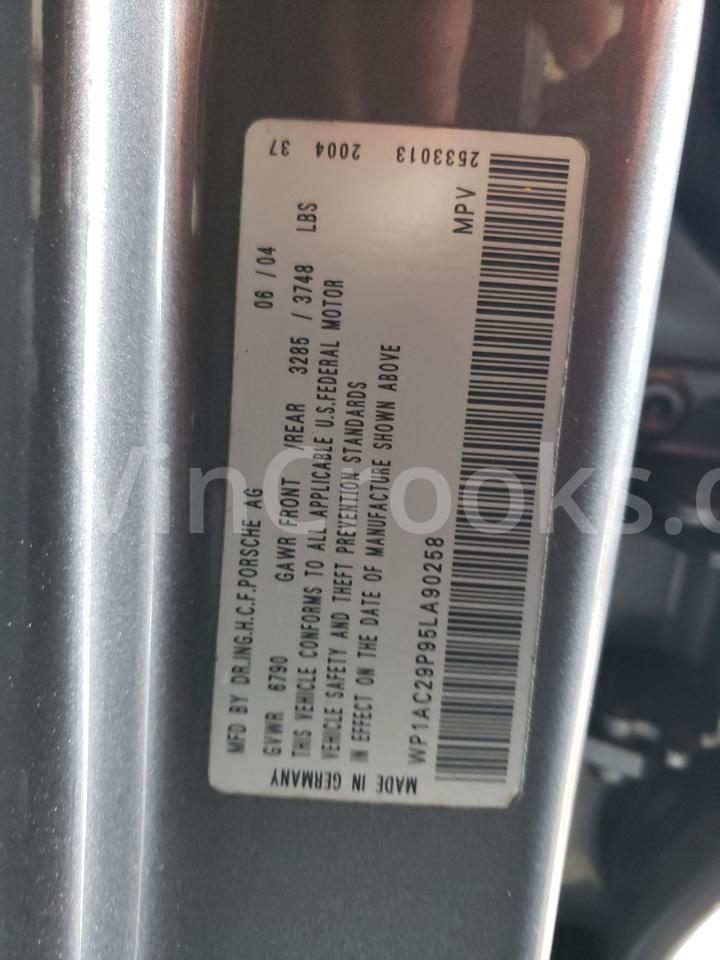 MFD BY DR.ING.H.C.F.PORSCHE AG 06 / 04
GVWR 6790 GAWR FRONT /REAR 3285 / 3748 LBS
THIS VEHICLE CONFORMS TO ALL APPLICABLE U.S.FEDERAL MOTOR
VEHICLE SAFETY AND THEFT PREVENTION STANDARDS
IN EFFECT ON THE DATE OF MANUFACTURE SHOWN ABOVE
WP1AC29P95LA90258 MPV
MADE IN GERMANY
37 2004 2533013
VinCrooks.c